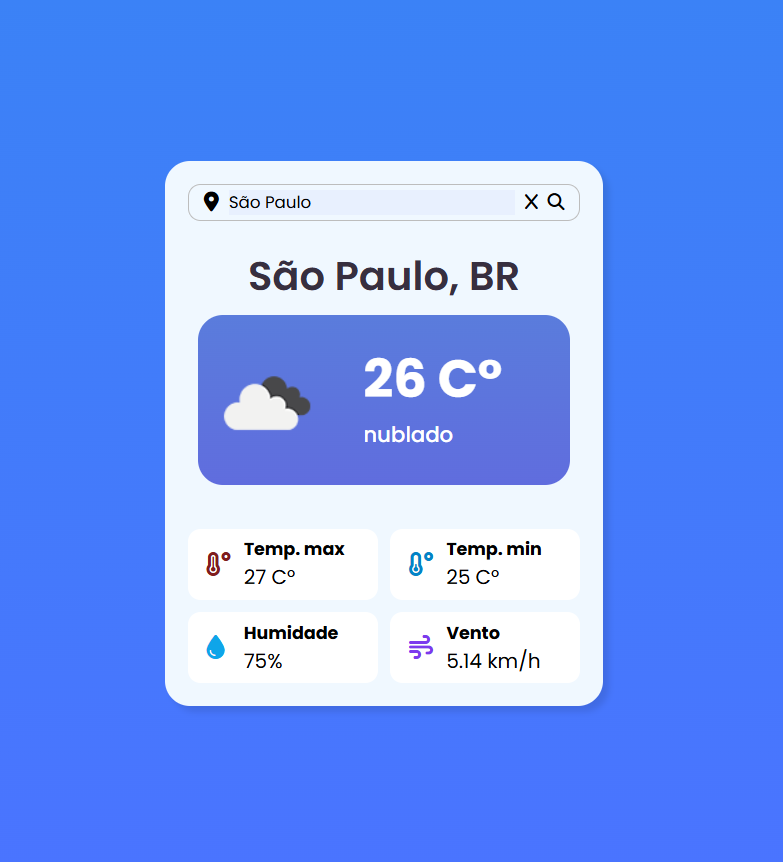 São Paulo
São Paulo, BR
26 Cº
nublado
Temp. max
27 Cº
Temp. min
25 Cº
Humidade
75%
Vento
5.14 km/h